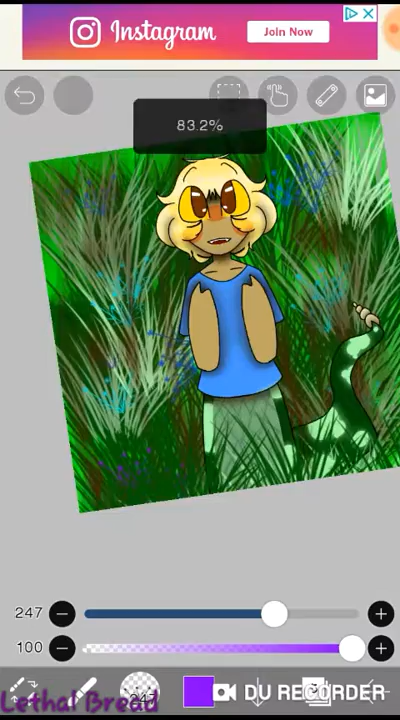 Instagram
Join Now
83.2%
247
100
Lethal Bread
DU RECORDER